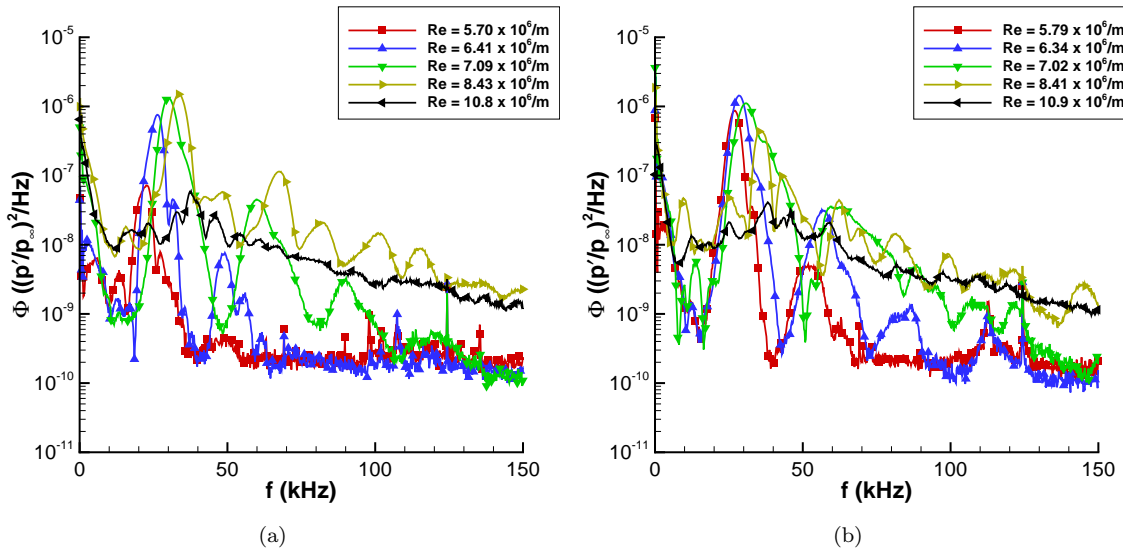 Re = 5.70 x 10⁶/m
Re = 6.41 x 10⁶/m
Re = 7.09 x 10⁶/m
Re = 8.43 x 10⁶/m
Re = 10.8 x 10⁶/m
10⁻⁵
10⁻⁶
10⁻⁷
10⁻⁸
10⁻⁹
10⁻¹⁰
10⁻¹¹
Φ ((p'/p∞)²/Hz)
0 50 100 150
f (kHz)
(a)
Re = 5.79 x 10⁶/m
Re = 6.34 x 10⁶/m
Re = 7.02 x 10⁶/m
Re = 8.41 x 10⁶/m
Re = 10.9 x 10⁶/m
10⁻⁵
10⁻⁶
10⁻⁷
10⁻⁸
10⁻⁹
10⁻¹⁰
10⁻¹¹
Φ ((p'/p∞)²/Hz)
0 50 100 150
f (kHz)
(b)